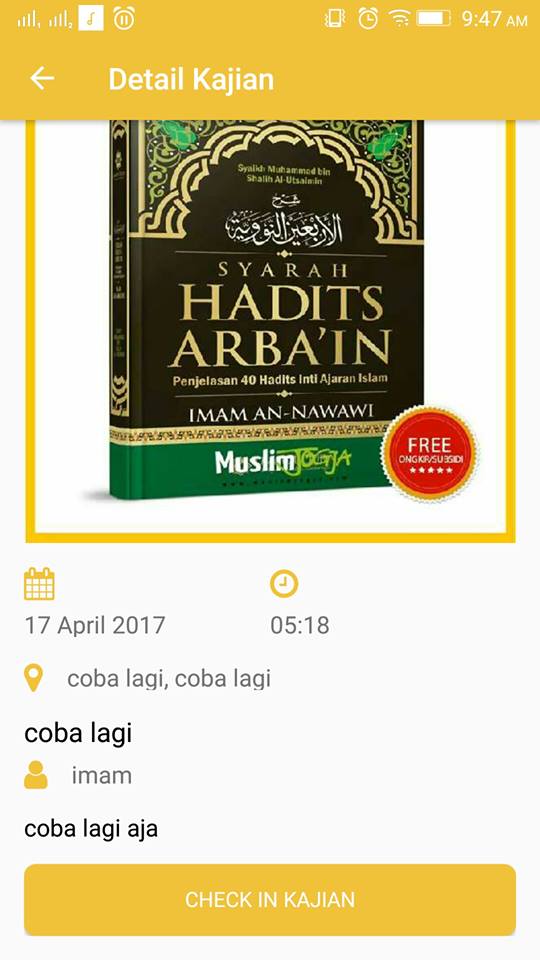 9:47 AM
Detail Kajian
Syaikh Muhammad bin
Shalih Al-Utsaimin
شرح
الأربعين النووية
SYARAH
HADITS
ARBA'IN
Penjelasan 40 Hadits Inti Ajaran Islam
IMAM AN-NAWAWI
FREE
ONGKIR/SUBSIDI
MuslimJOGJA
17 April 2017
05:18
coba lagi, coba lagi
coba lagi
imam
coba lagi aja
CHECK IN KAJIAN